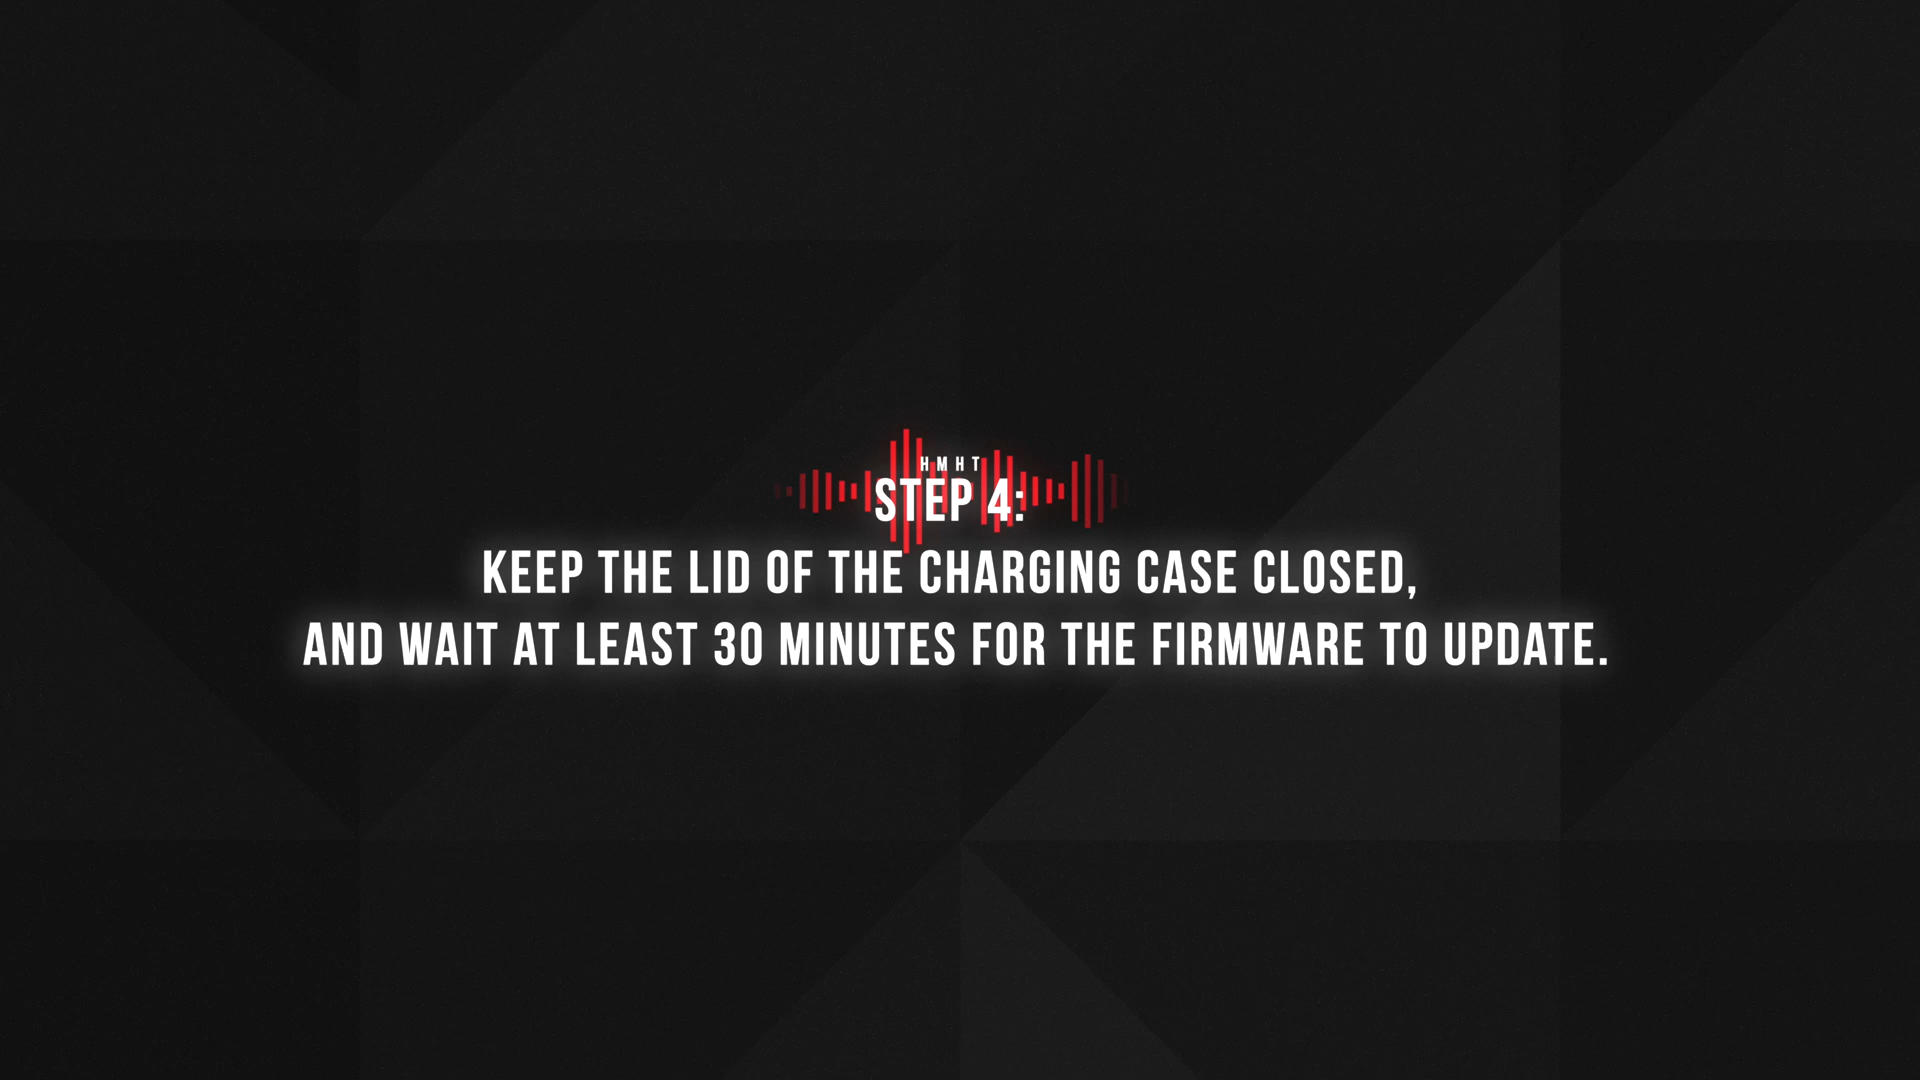 HMHT
STEP 4:
KEEP THE LID OF THE CHARGING CASE CLOSED,
AND WAIT AT LEAST 30 MINUTES FOR THE FIRMWARE TO UPDATE.